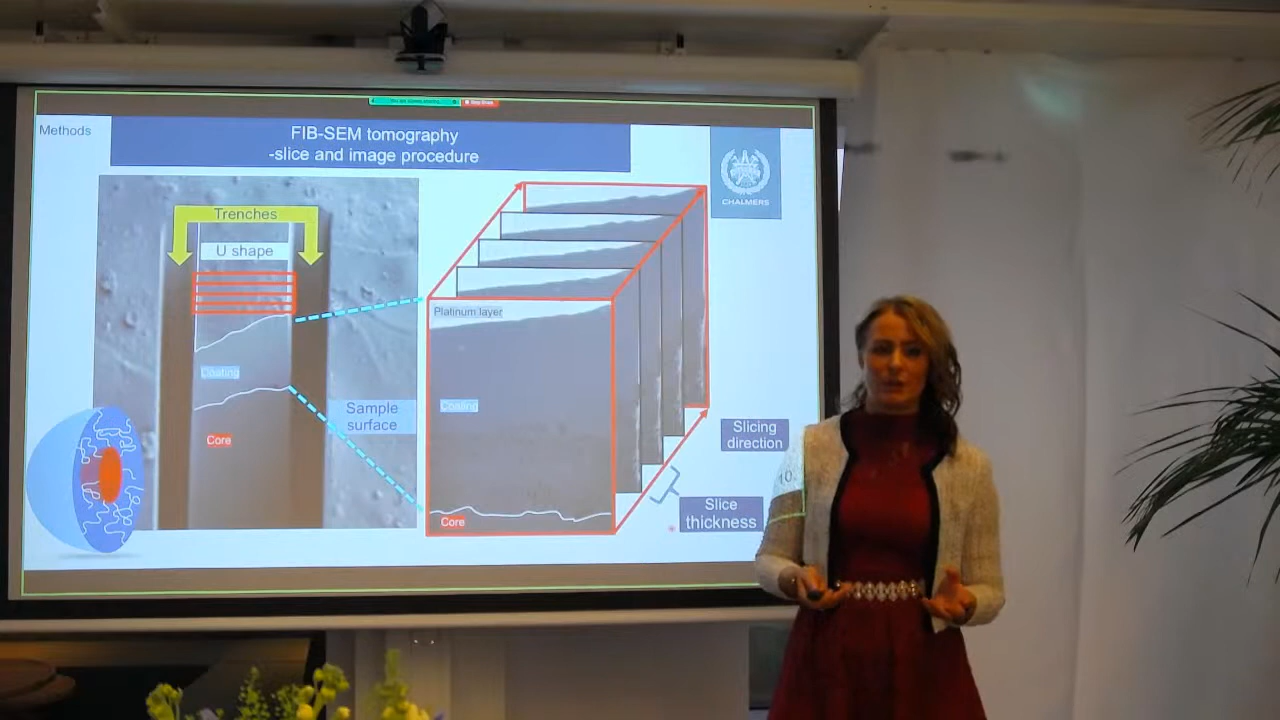 Methods
FIB-SEM tomography
-slice and image procedure
CHALMERS
Trenches
U shape
Coating
Core
Sample
surface
Platinum layer
Coating
Core
Slicing
direction
Slice
thickness
10